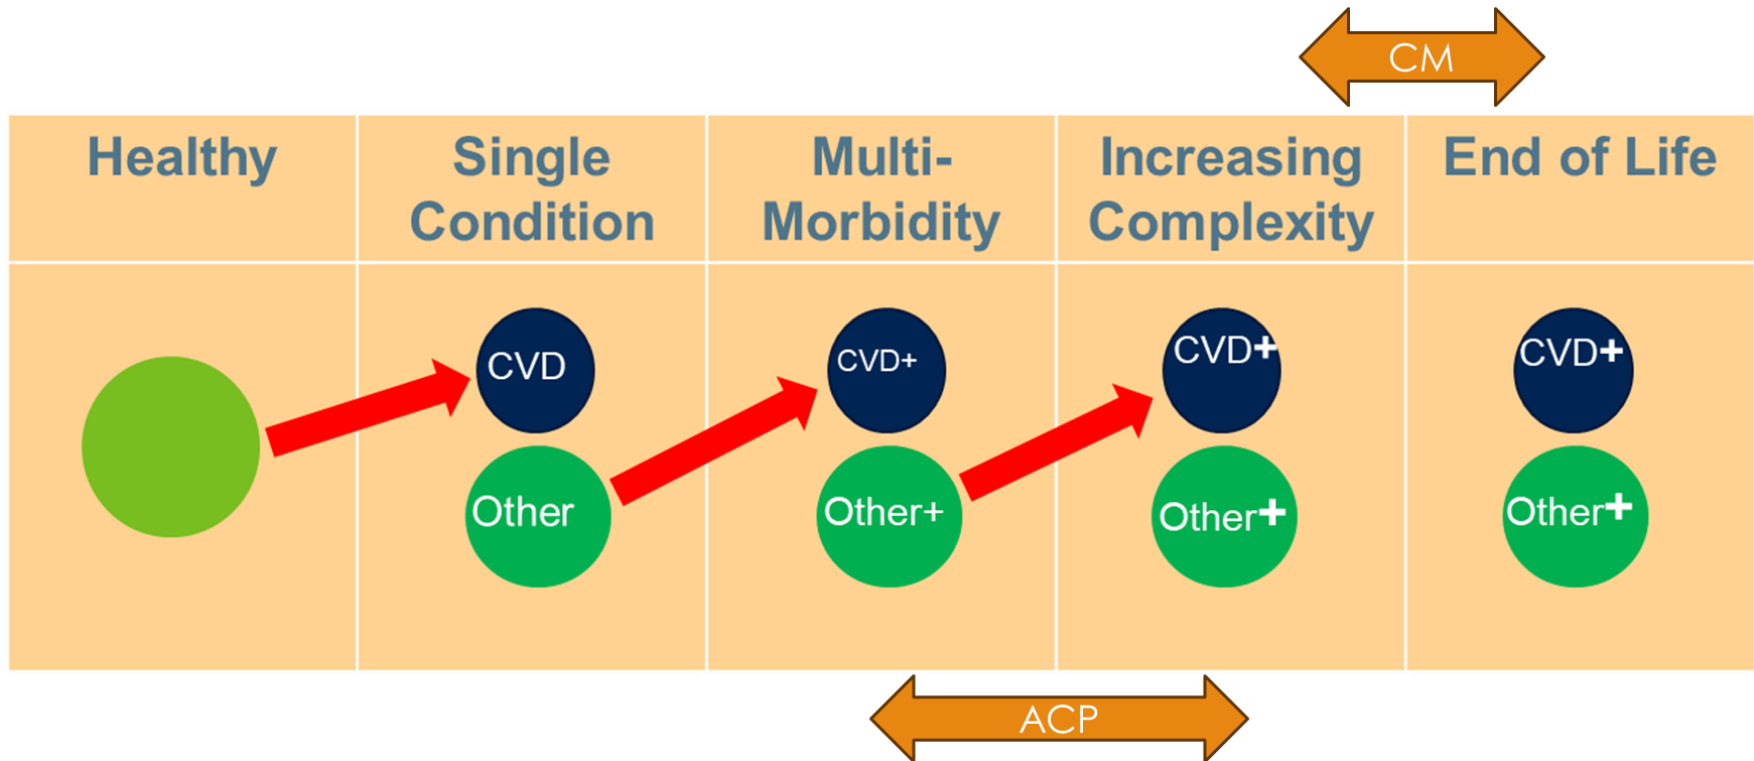 CM
Healthy
Single
Condition
Multi-
Morbidity
Increasing
Complexity
End of Life
CVD
CVD+
CVD+
CVD+
Other
Other+
Other+
Other+
ACP